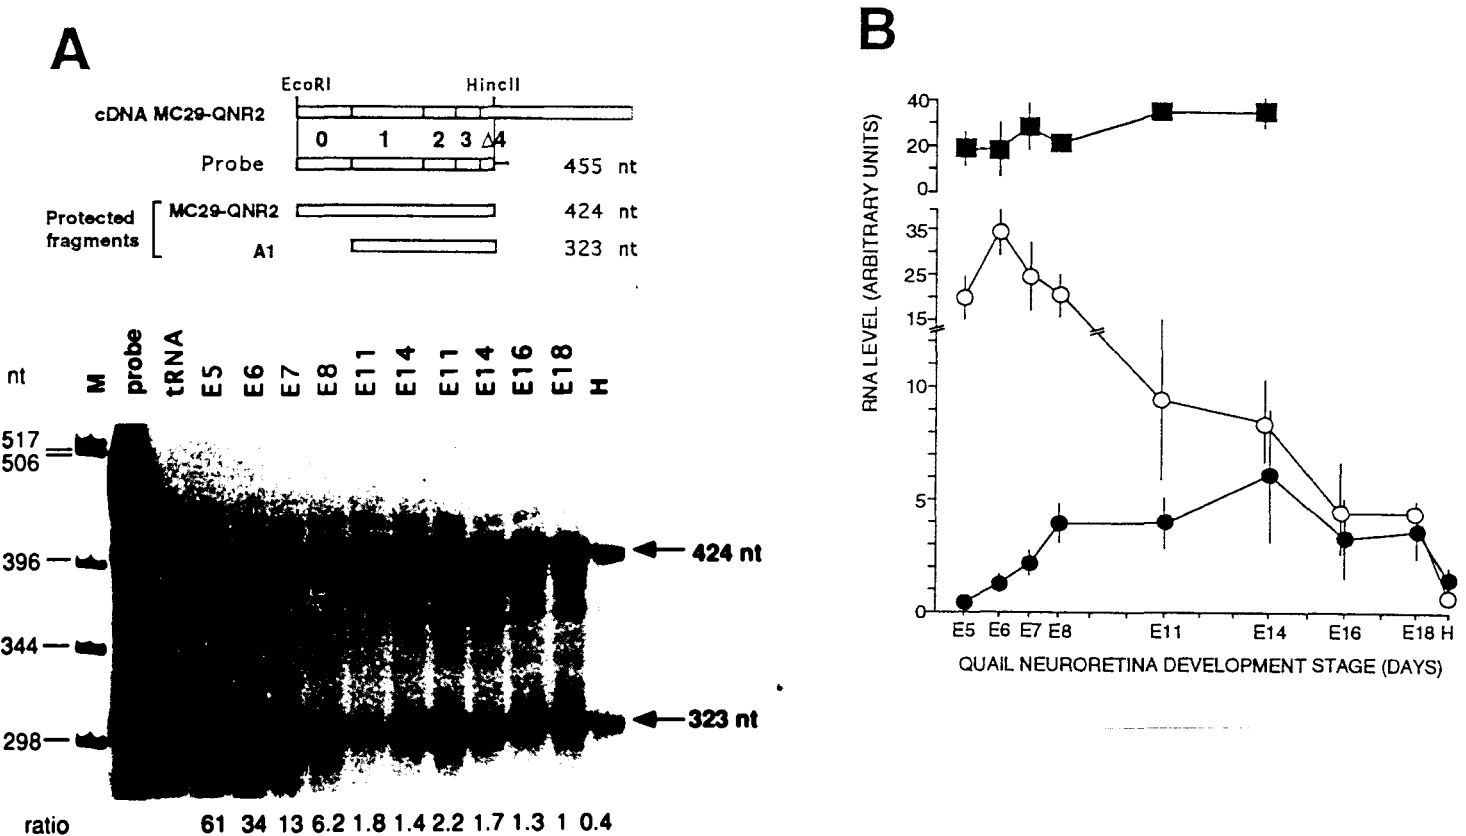 A
EcoRI HincII
cDNA MC29-QNR2
0 1 2 3 Δ4
Probe 455 nt
Protected fragments
MC29-QNR2 424 nt
A1 323 nt
nt M probe tRNA E5 E6 E7 E8 E11 E14 E11 E14 E16 E18 H
517
506
396
344
298
424 nt
323 nt
ratio 61 34 13 6.2 1.8 1.4 2.2 1.7 1.3 1 0.4
B
RNA LEVEL (ARBITRARY UNITS)
40
20
0
35
25
15
10
5
0
E5 E6 E7 E8 E11 E14 E16 E18 H
QUAIL NEURORETINA DEVELOPMENT STAGE (DAYS)